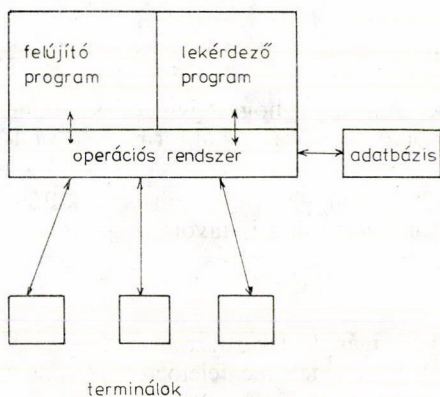 felújító
program
lekérdező
program
operációs rendszer
adatbázis
terminálok